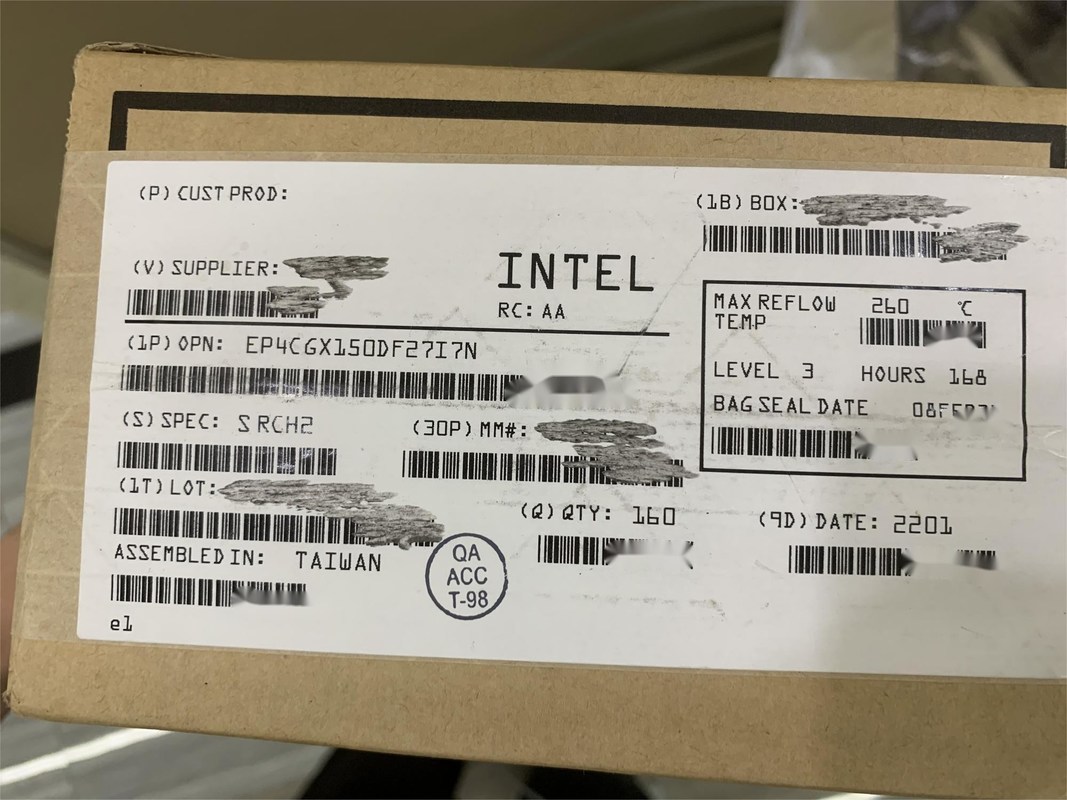 (P) CUST PROD:
(1B) BOX:
(V) SUPPLIER:
INTEL
RC: AA
MAX REFLOW TEMP 260 °C
(1P) OPN: EP4CGX150DF27I7N
LEVEL 3 HOURS 168
BAG SEAL DATE
(S) SPEC: S RCH2
(30P) MM#:
(1T) LOT:
(Q) QTY: 160
(9D) DATE: 2201
ASSEMBLED IN: TAIWAN
QA
ACC
T-98
e1